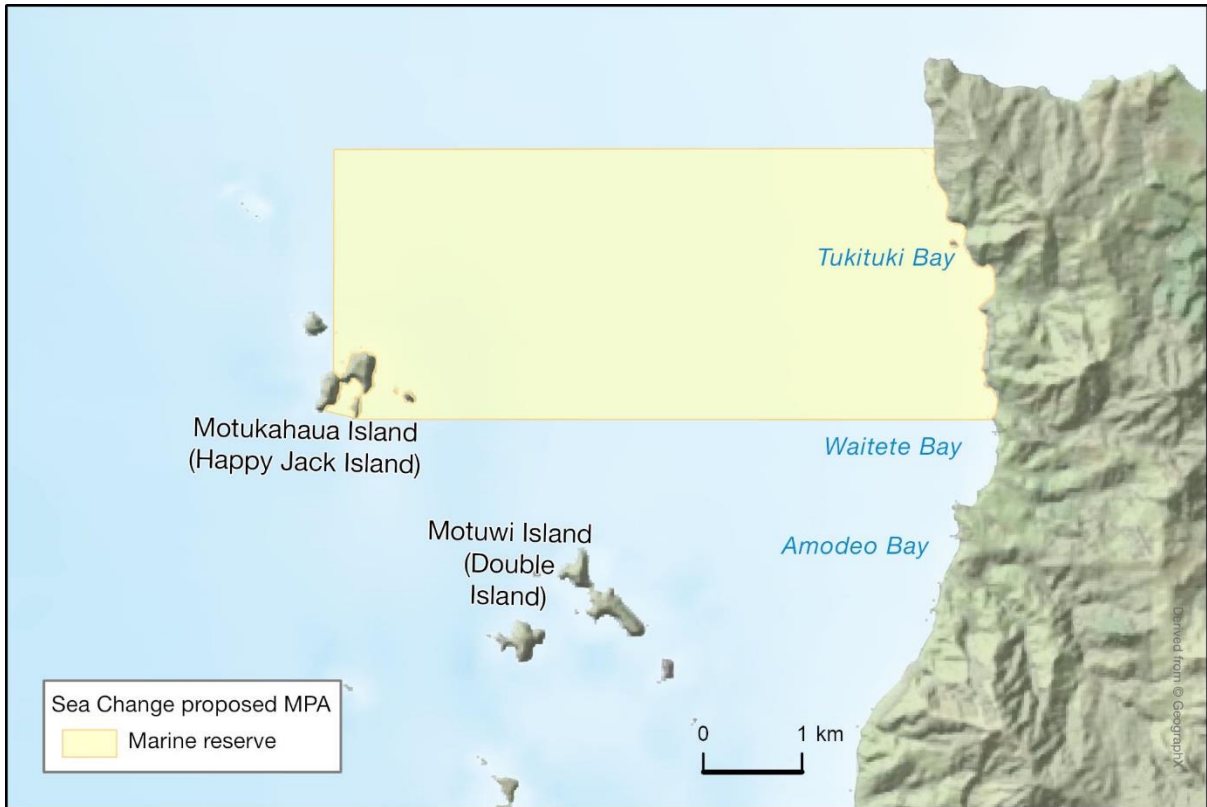 Tukituki Bay
Motukahaua Island
(Happy Jack Island)
Waitete Bay
Motuwi Island
(Double
Island)
Amodeo Bay
Sea Change proposed MPA
Marine reserve
0 1 km
Derived from © Geographx